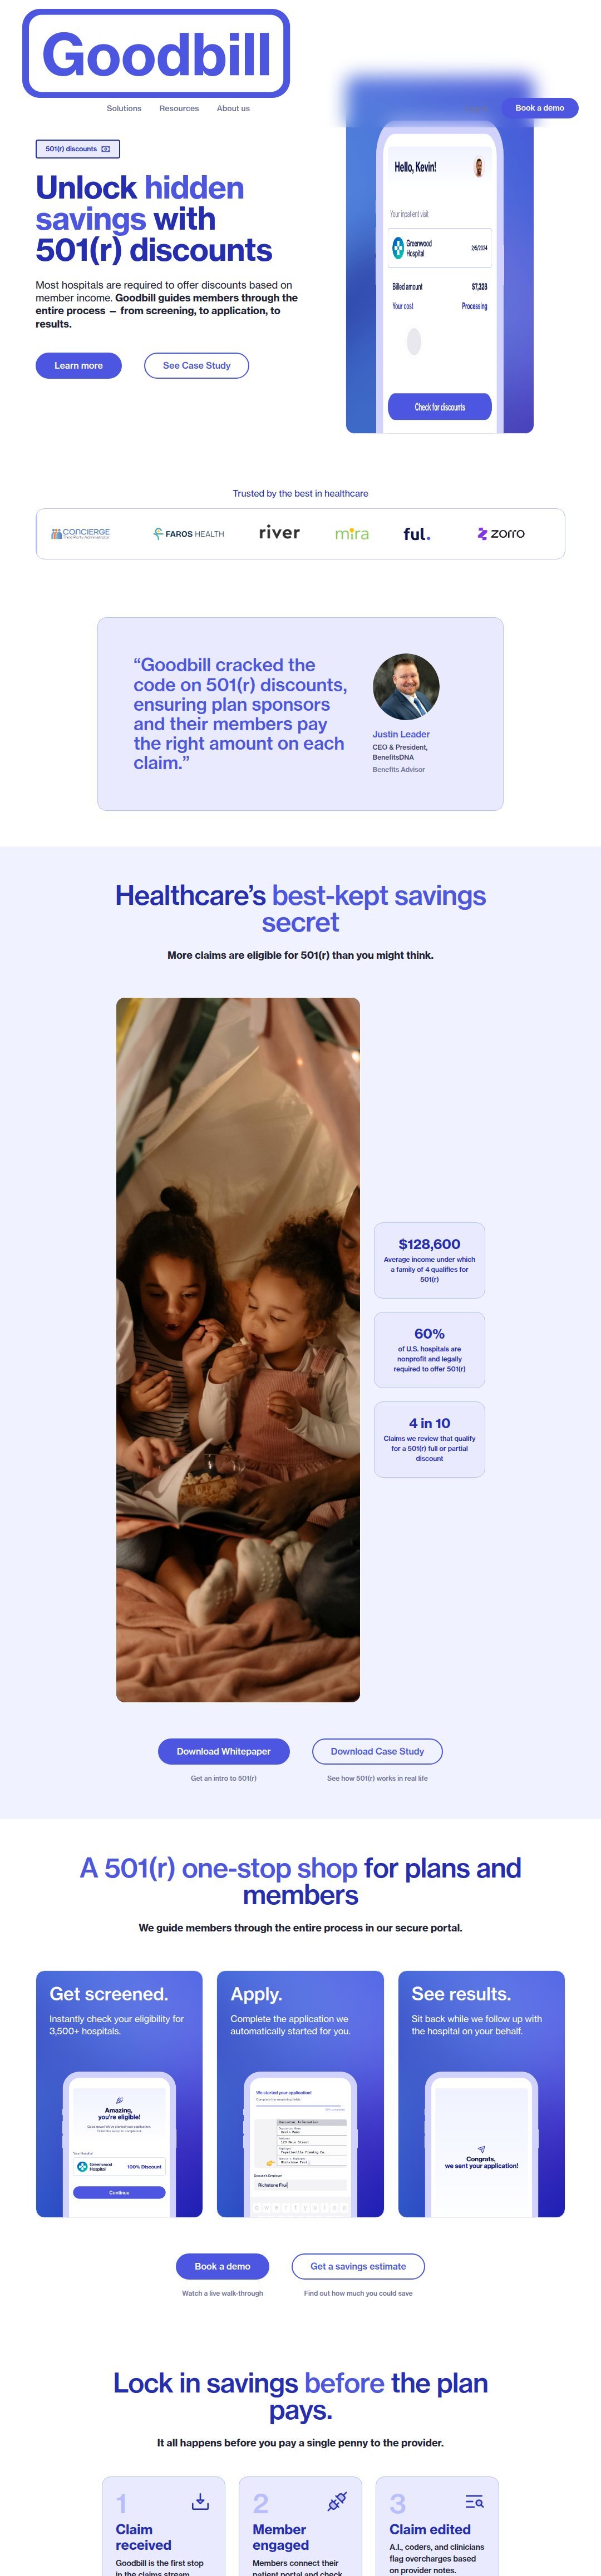 Goodbill
Solutions Resources About us
Book a demo
501(r) discounts
Unlock hidden
savings with
501(r) discounts
Most hospitals are required to offer discounts based on
member income. Goodbill guides members through the
entire process — from screening, to application, to
results.
Learn more
See Case Study
Hello, Kevin!
Your inpatient visit
Greenwood
Hospital
2/5/2024
Billed amount $7,328
Your cost Processing
Check for discounts
Trusted by the best in healthcare
CONCIERGE
Third Party Administrators
FAROS HEALTH
river
mira
ful.
zorro
“Goodbill cracked the
code on 501(r) discounts,
ensuring plan sponsors
and their members pay
the right amount on each
claim.”
Justin Leader
CEO & President,
BenefitsDNA
Benefits Advisor
Healthcare’s best-kept savings
secret
More claims are eligible for 501(r) than you might think.
$128,600
Average income under which
a family of 4 qualifies for
501(r)
60%
of U.S. hospitals are
nonprofit and legally
required to offer 501(r)
4 in 10
Claims we review that qualify
for a 501(r) full or partial
discount
Download Whitepaper
Get an intro to 501(r)
Download Case Study
See how 501(r) works in real life
A 501(r) one-stop shop for plans and
members
We guide members through the entire process in our secure portal.
Get screened.
Instantly check your eligibility for
3,500+ hospitals.
Amazing,
you're eligible!
Your Hospital
Greenwood
Hospital
100% Discount
Continue
Apply.
Complete the application we
automatically started for you.
We started your application!
123 Main Street
Richstone Fra
See results.
Sit back while we follow up with
the hospital on your behalf.
Congrats,
we sent your application!
Book a demo
Watch a live walk-through
Get a savings estimate
Find out how much you could save
Lock in savings before the plan
pays.
It all happens before you pay a single penny to the provider.
1
Claim
received
Goodbill is the first stop
in the claims stream
2
Member
engaged
Members connect their
patient portal and check
3
Claim edited
A.I., coders, and clinicians
flag overcharges based
on provider notes.